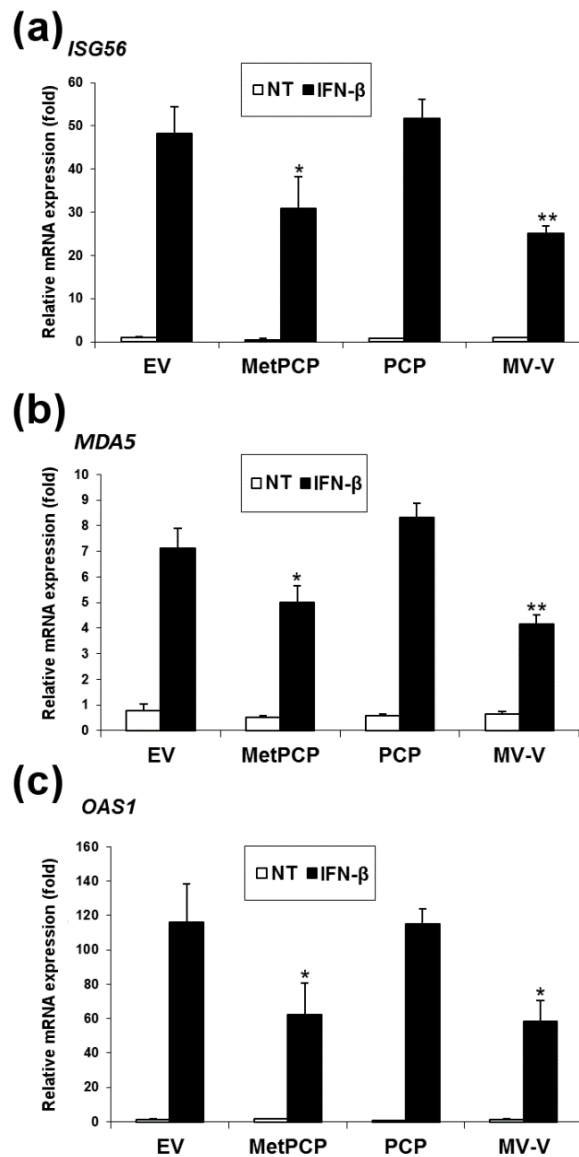 (a)
ISG56
Relative mRNA expression (fold)
60
50
40
30
20
10
0
NT IFN-β
*
**
EV MetPCP PCP MV-V
(b)
MDA5
Relative mRNA expression (fold)
10
9
8
7
6
5
4
3
2
1
0
NT IFN-β
*
**
EV MetPCP PCP MV-V
(c)
OAS1
Relative mRNA expression (fold)
160
140
120
100
80
60
40
20
0
NT IFN-β
*
*
EV MetPCP PCP MV-V